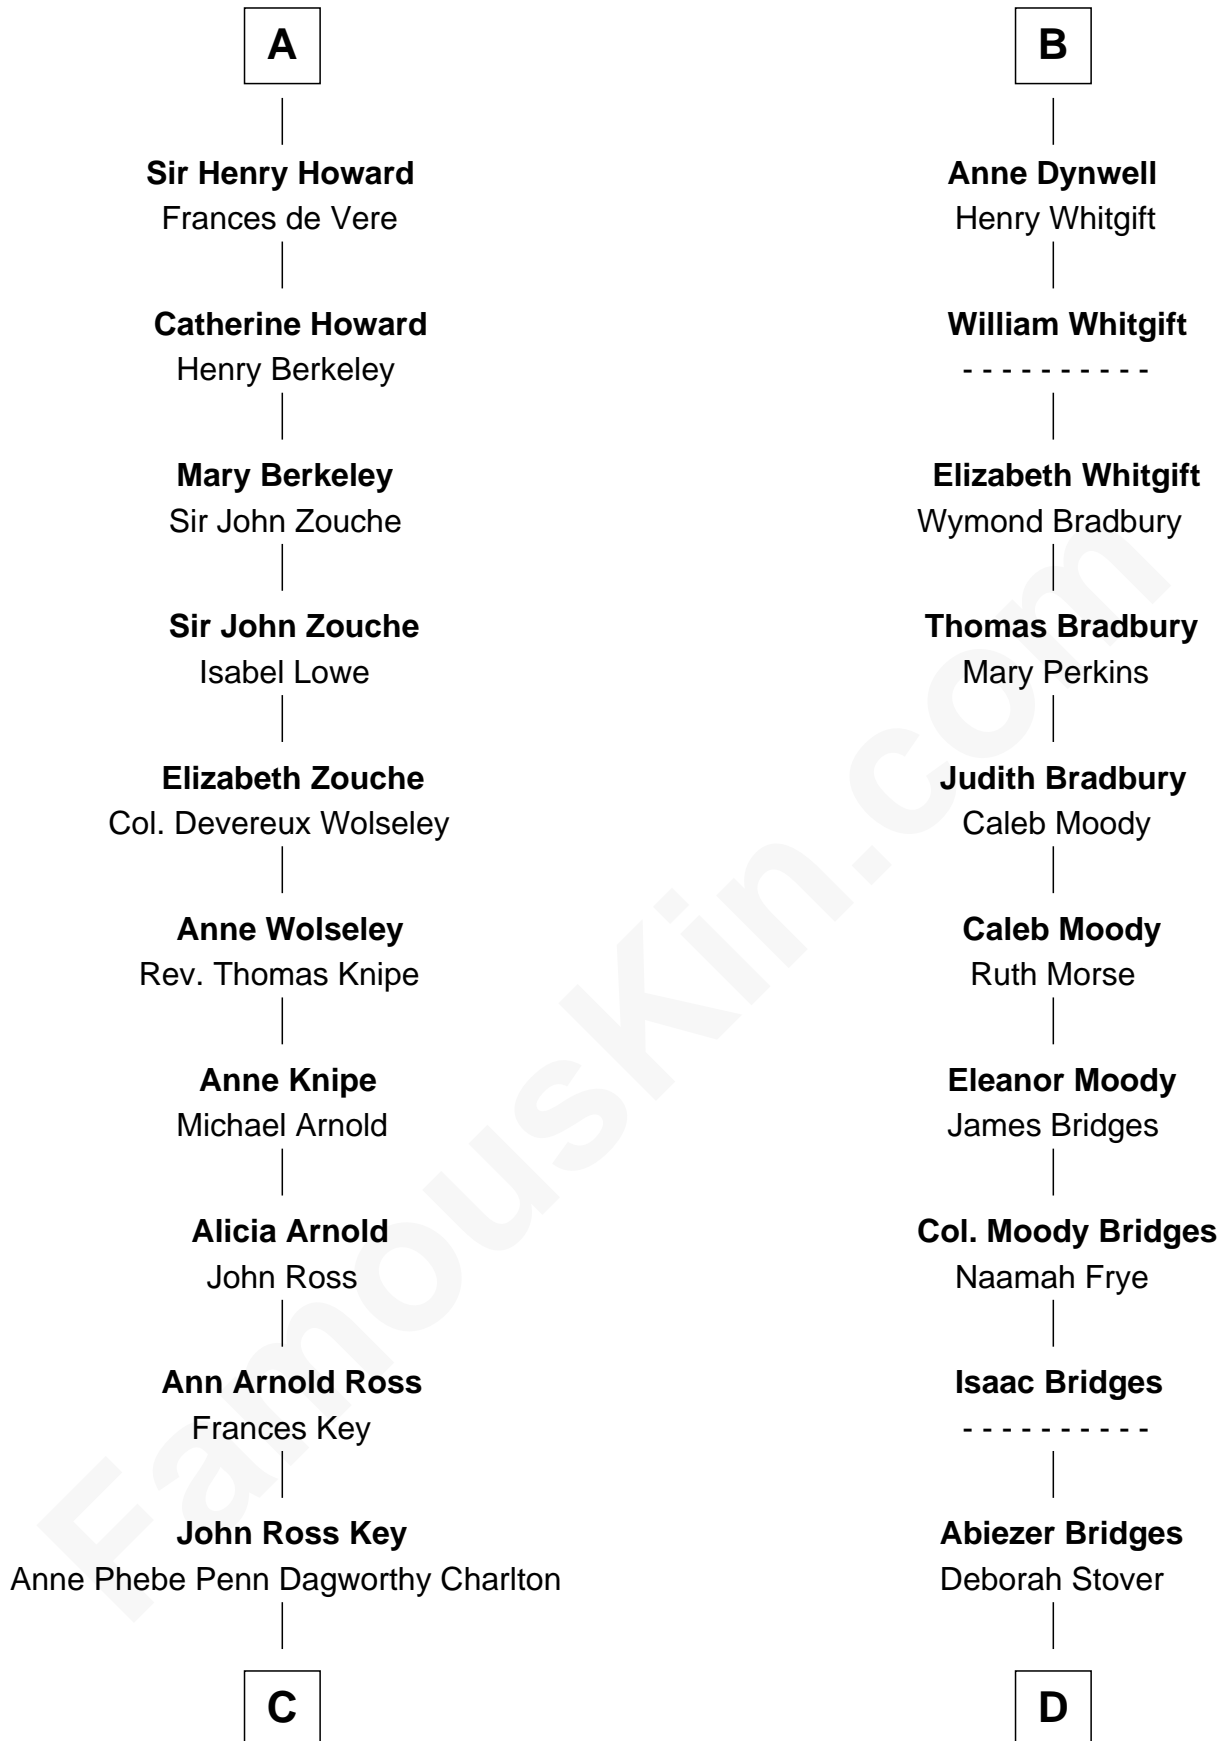 A
Sir Henry Howard
Frances de Vere
Catherine Howard
Henry Berkeley
Mary Berkeley
Sir John Zouche
Sir John Zouche
Isabel Lowe
Elizabeth Zouche
Col. Devereux Wolseley
Anne Wolseley
Rev. Thomas Knipe
Anne Knipe
Michael Arnold
Alicia Arnold
John Ross
Ann Arnold Ross
Frances Key
John Ross Key
Anne Phebe Penn Dagworthy Charlton
C
B
Anne Dynwell
Henry Whitgift
William Whitgift
- - - - - - - - - -
Elizabeth Whitgift
Wymond Bradbury
Thomas Bradbury
Mary Perkins
Judith Bradbury
Caleb Moody
Caleb Moody
Ruth Morse
Eleanor Moody
James Bridges
Col. Moody Bridges
Naamah Frye
Isaac Bridges
- - - - - - - - - -
Abiezer Bridges
Deborah Stover
D
FamousKin.com